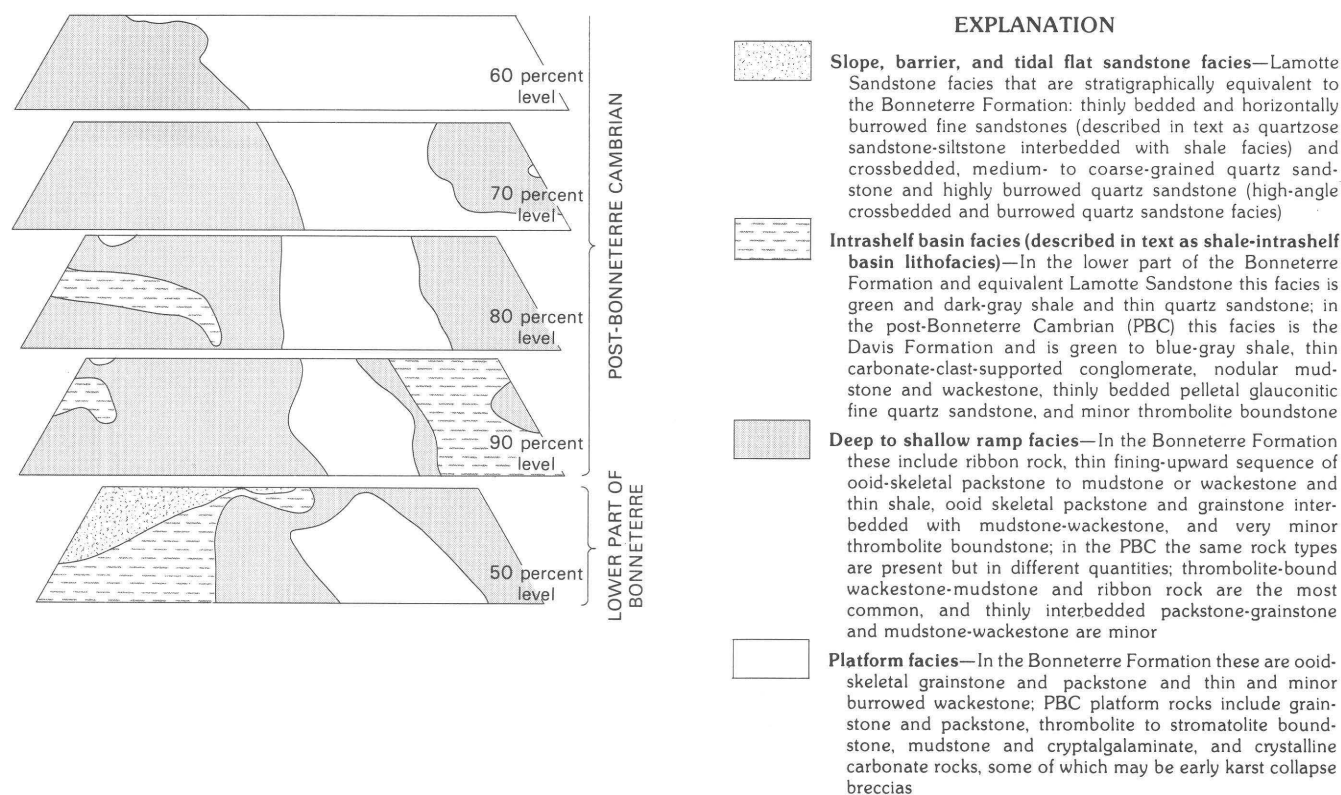 60 percent
level
70 percent
level
80 percent
level
90 percent
level
50 percent
level
POST-BONNETERRE CAMBRIAN
LOWER PART OF
BONNETERRE
EXPLANATION
Slope, barrier, and tidal flat sandstone facies—Lamotte
Sandstone facies that are stratigraphically equivalent to
the Bonneterre Formation: thinly bedded and horizontally
burrowed fine sandstones (described in text as quartzose
sandstone-siltstone interbedded with shale facies) and
crossbedded, medium- to coarse-grained quartz sand-
stone and highly burrowed quartz sandstone (high-angle
crossbedded and burrowed quartz sandstone facies)
Intrashelf basin facies (described in text as shale-intrashelf
basin lithofacies)—In the lower part of the Bonneterre
Formation and equivalent Lamotte Sandstone this facies is
green and dark-gray shale and thin quartz sandstone; in
the post-Bonneterre Cambrian (PBC) this facies is the
Davis Formation and is green to blue-gray shale, thin
carbonate-clast-supported conglomerate, nodular mud-
stone and wackestone, thinly bedded pelletal glauconitic
fine quartz sandstone, and minor thrombolite boundstone
Deep to shallow ramp facies—In the Bonneterre Formation
these include ribbon rock, thin fining-upward sequence of
ooid-skeletal packstone to mudstone or wackestone and
thin shale, ooid skeletal packstone and grainstone inter-
bedded with mudstone-wackestone, and very minor
thrombolite boundstone; in the PBC the same rock types
are present but in different quantities; thrombolite-bound
wackestone-mudstone and ribbon rock are the most
common, and thinly interbedded packstone-grainstone
and mudstone-wackestone are minor
Platform facies—In the Bonneterre Formation these are ooid-
skeletal grainstone and packstone and thin and minor
burrowed wackestone; PBC platform rocks include grain-
stone and packstone, thrombolite to stromatolite bound-
stone, mudstone and cryptalgalaminate, and crystalline
carbonate rocks, some of which may be early karst collapse
breccias